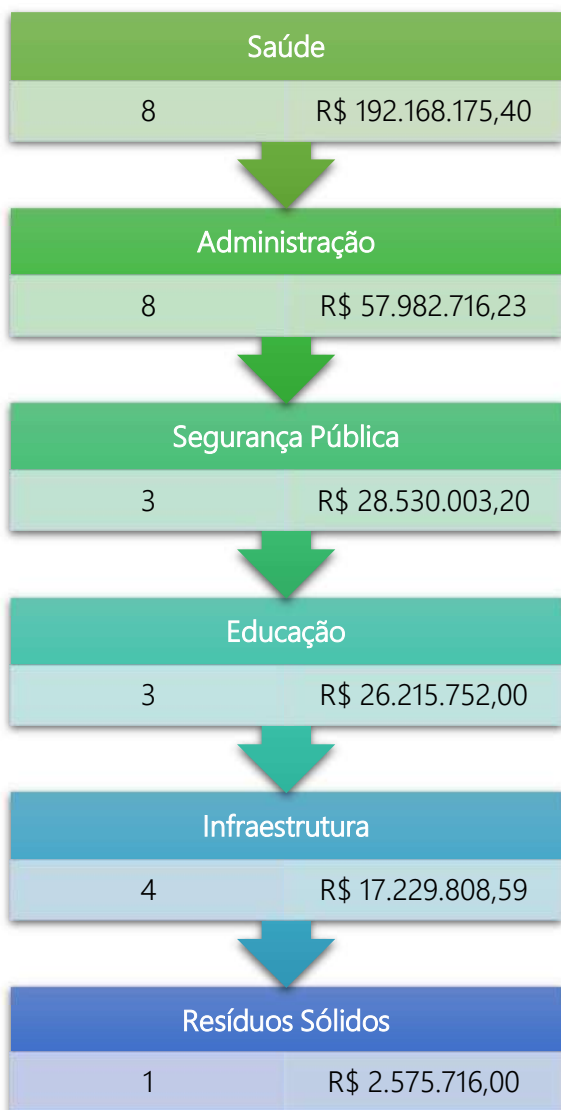 Saúde
8 R$ 192.168.175,40
Administração
8 R$ 57.982.716,23
Segurança Pública
3 R$ 28.530.003,20
Educação
3 R$ 26.215.752,00
Infraestrutura
4 R$ 17.229.808,59
Resíduos Sólidos
1 R$ 2.575.716,00